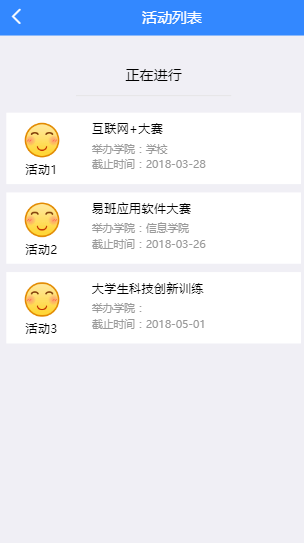 活动列表
正在进行
互联网+大赛
举办学院：学校
截止时间：2018-03-28
活动1
易班应用软件大赛
举办学院：信息学院
截止时间：2018-03-26
活动2
大学生科技创新训练
举办学院：
截止时间：2018-05-01
活动3